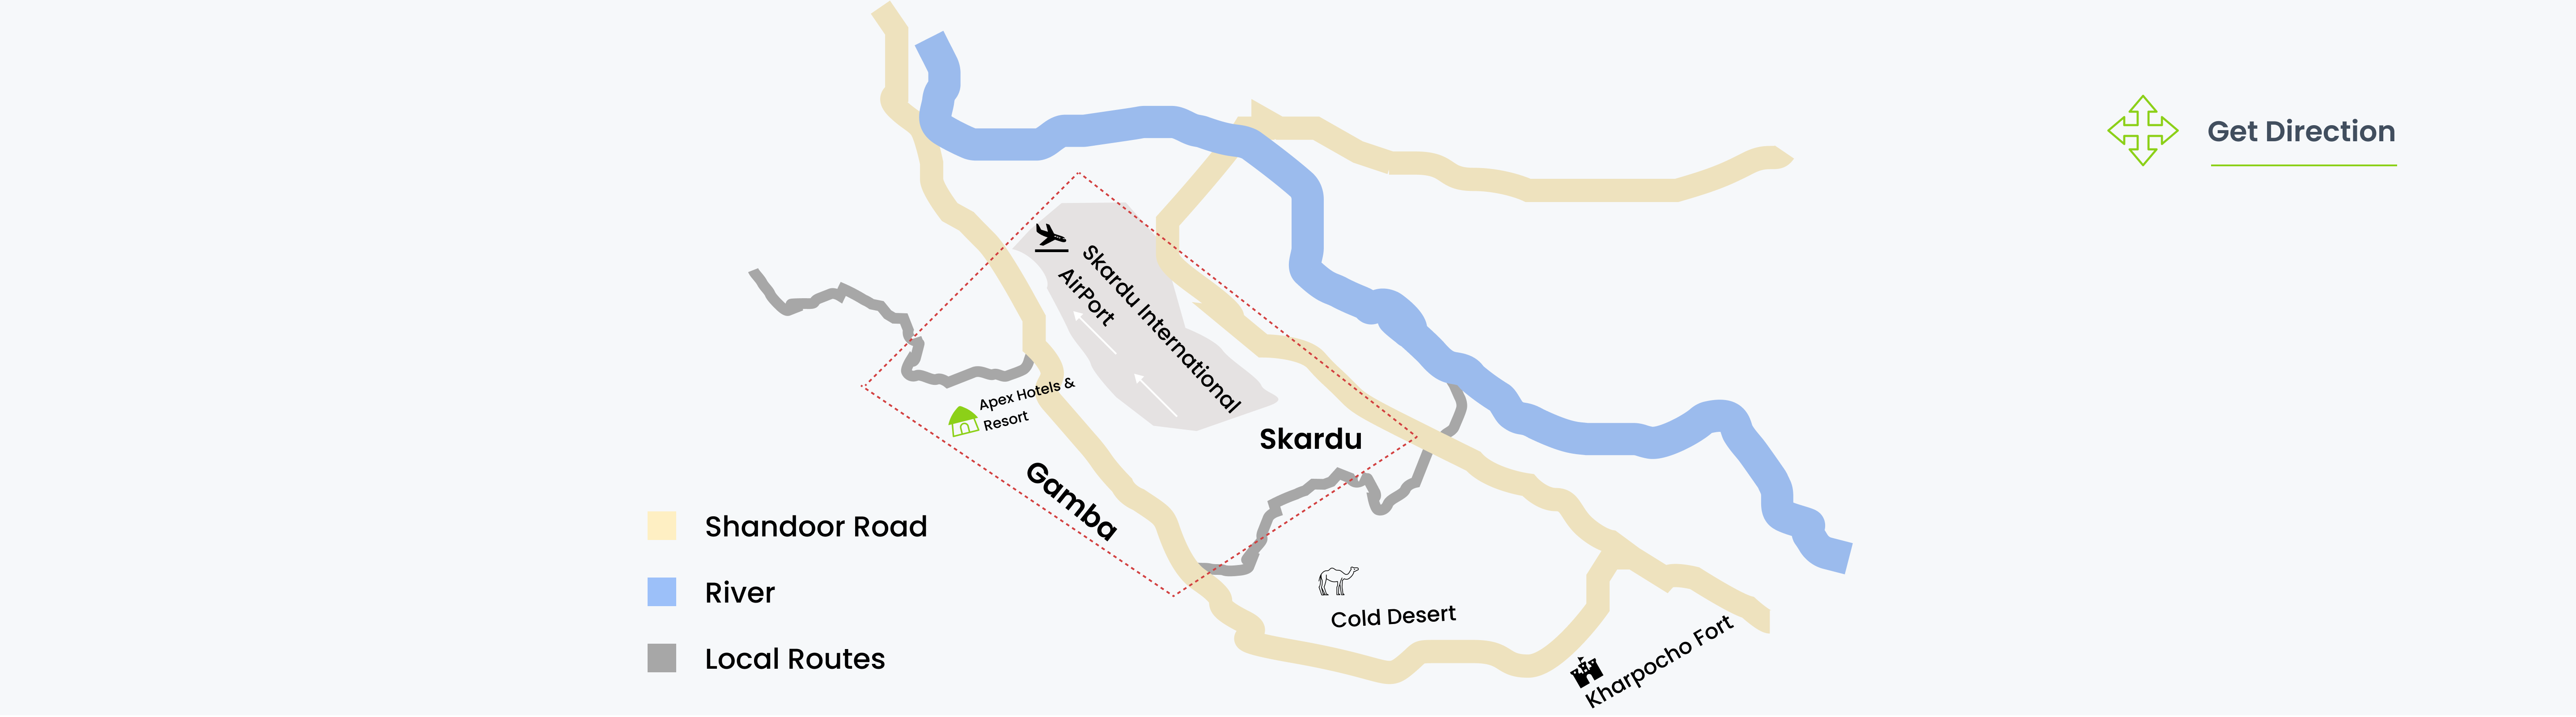 Get Direction
Skardu International
AirPort
Apex Hotels &
Resort
Skardu
Gamba
Shandoor Road
River
Local Routes
Cold Desert
Kharpocho Fort